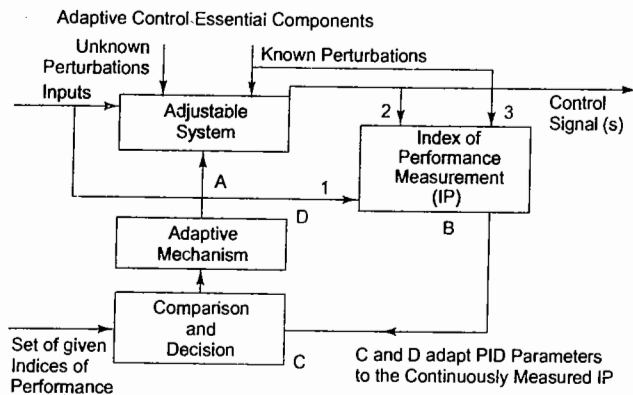 Adaptive Control Essential Components
Unknown
Perturbations
Known Perturbations
Inputs
Adjustable
System
2
3
Control
Signal (s)
Index of
Performance
Measurement
(IP)
A
1
D
B
Adaptive
Mechanism
Comparison
and
Decision
Set of given
Indices of
Performance
C
C and D adapt PID Parameters
to the Continuously Measured IP